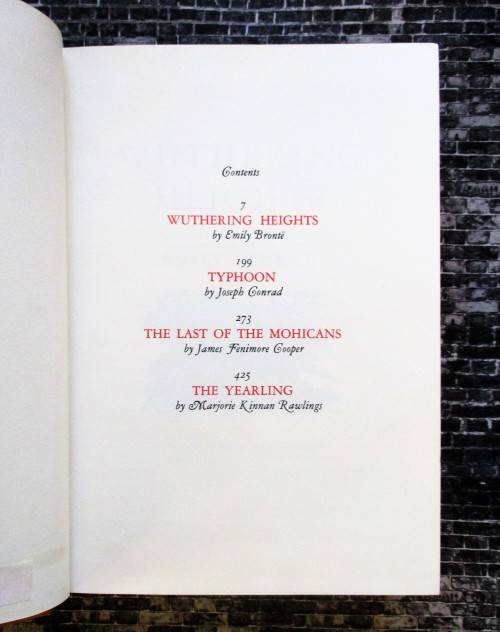 Contents
7
WUTHERING HEIGHTS
by Emily Brontë
199
TYPHOON
by Joseph Conrad
273
THE LAST OF THE MOHICANS
by James Fenimore Cooper
425
THE YEARLING
by Marjorie Kinnan Rawlings